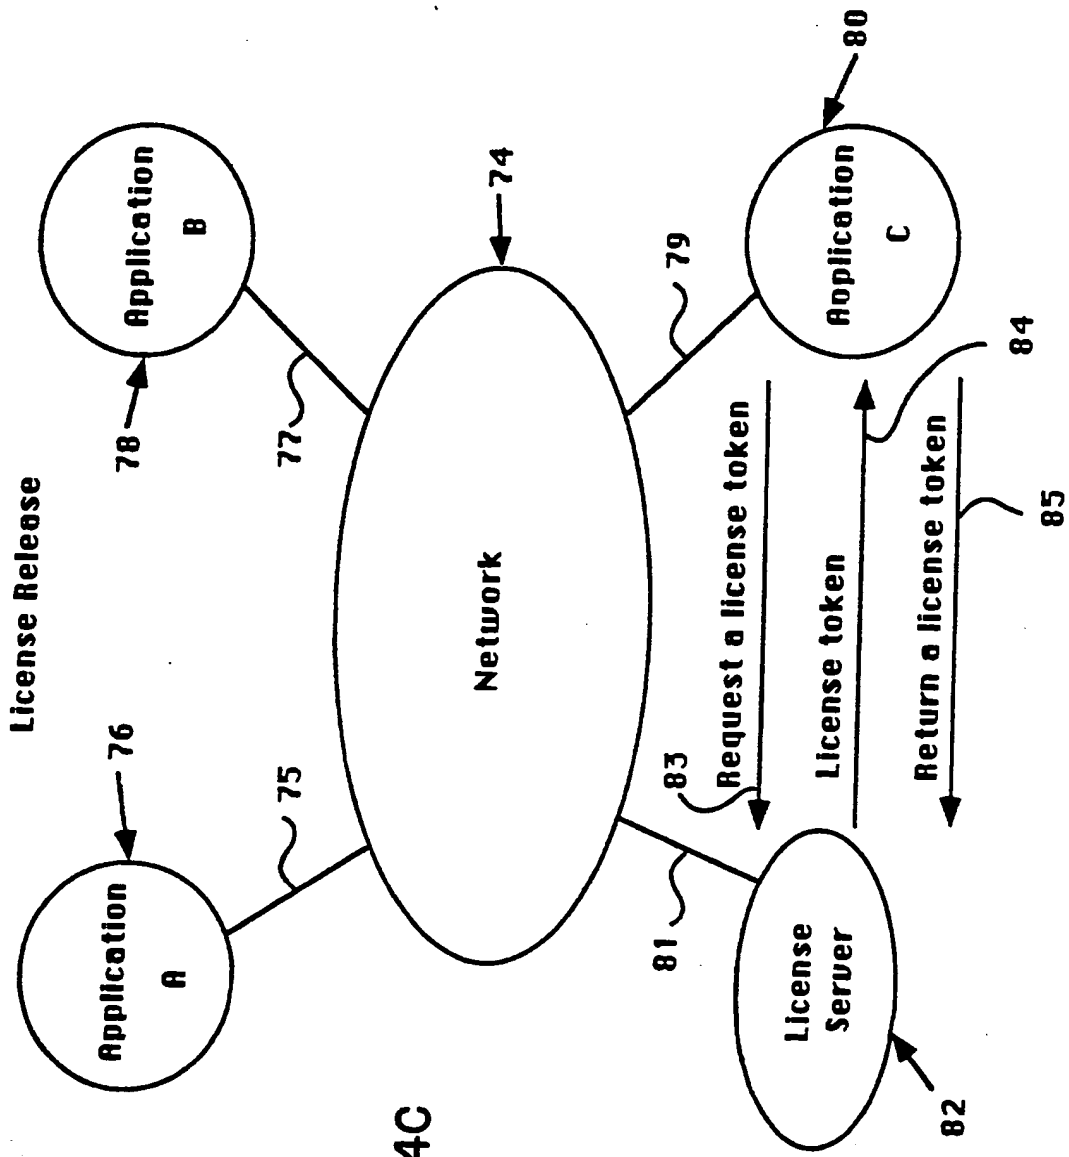 License Release
Application
A
76
75
Application
B
78
77
Network
74
79
81
83
Request a license token
License token
Return a license token
84
85
License
Server
82
Aoplication
C
80
4C